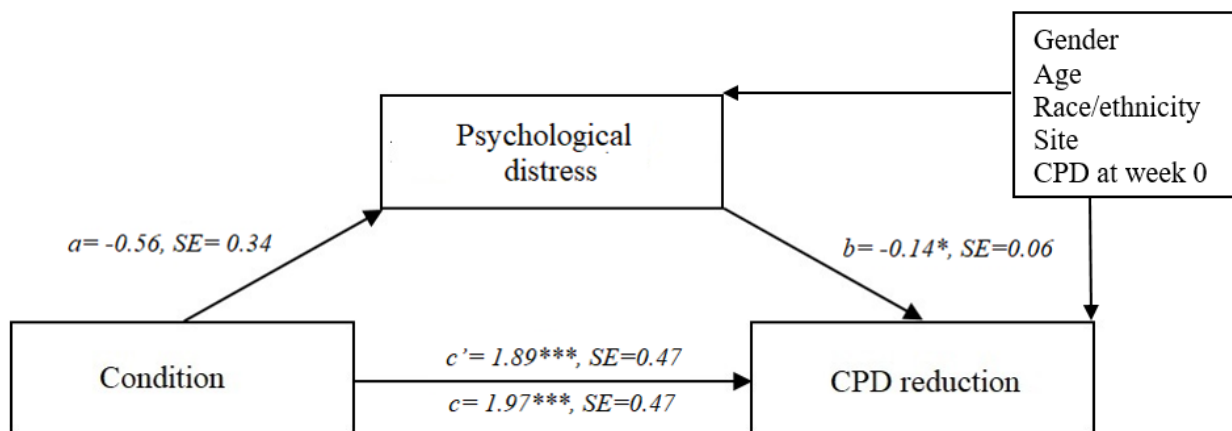 Gender
Age
Race/ethnicity
Site
CPD at week 0
Psychological
distress
a= -0.56, SE= 0.34
b= -0.14*, SE=0.06
Condition
c’= 1.89***, SE=0.47
c= 1.97***, SE=0.47
CPD reduction